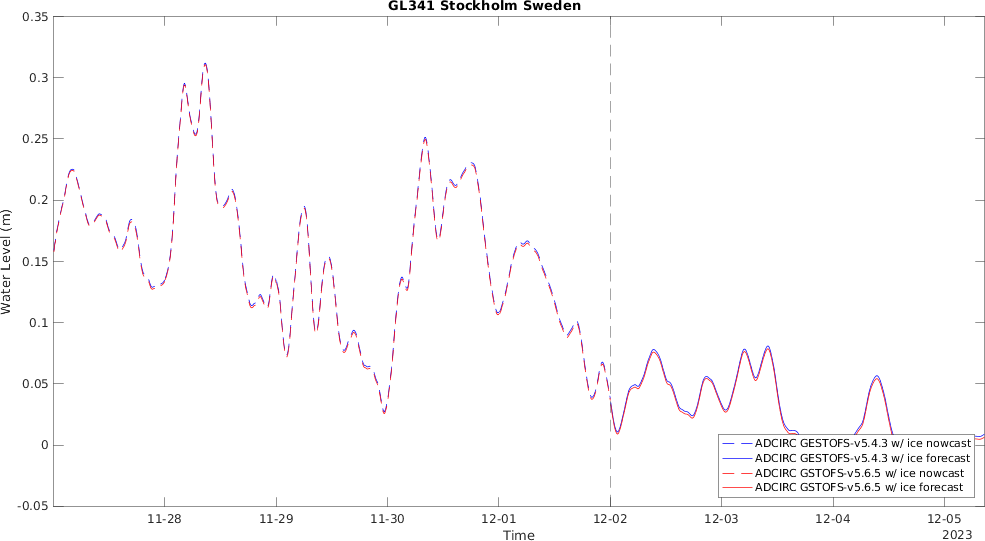 GL341 Stockholm Sweden
0.35
0.3
0.25
0.2
0.15
0.1
0.05
0
-0.05
Water Level (m)
11-28 11-29 11-30 12-01 12-02 12-03 12-04 12-05
Time
2023
ADCIRC GESTOFS-v5.4.3 w/ ice nowcast
ADCIRC GESTOFS-v5.4.3 w/ ice forecast
ADCIRC GSTOFS-v5.6.5 w/ ice nowcast
ADCIRC GSTOFS-v5.6.5 w/ ice forecast